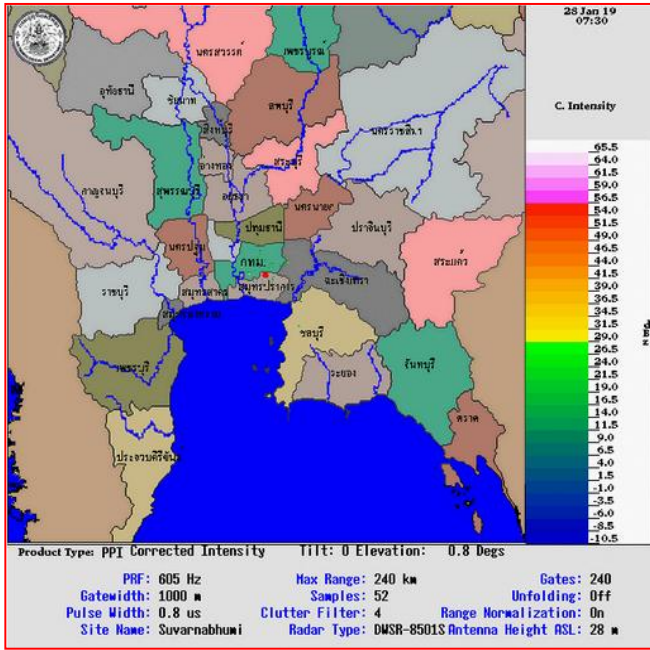 28 Jan 19
07:30
C. Intensity
นครสวรรค์
เพชรบูรณ์
อุทัยธานี
ชัยนาท
ลพบุรี
สิงหบุรี
นครราชสีมา
อ่างทอง
สระบุรี
กาญจนบุรี
สุพรรณบุรี
อยุธยา
นครนายก
ปทุมธานี
ปราจีนบุรี
นครปฐม
กทม.
สระแก้ว
ฉะเชิงเทรา
ราชบุรี
สมุทรสาคร
สมุทรปราการ
ชลบุรี
เพชรบุรี
ระยอง
จันทบุรี
ตราด
ประจวบคีรีขันธ์
65.5
64.0
61.5
59.0
56.5
54.0
51.5
49.0
46.5
44.0
41.5
39.0
36.5
34.0
31.5
29.0
26.5
24.0
21.5
19.0
16.5
14.0
11.5
9.0
6.5
4.0
1.5
-1.0
-3.5
-6.0
-8.5
-10.5
Product Type: PPI Corrected Intensity Tilt: 0 Elevation: 0.8 Degs
PRF: 605 Hz Max Range: 240 km Gates: 240
Gatewidth: 1000 m Samples: 52 Unfolding: Off
Pulse Width: 0.8 us Clutter Filter: 4 Range Normalization: On
Site Name: Suvarnabhumi Radar Type: DWSR-8501S Antenna Height ASL: 28 m